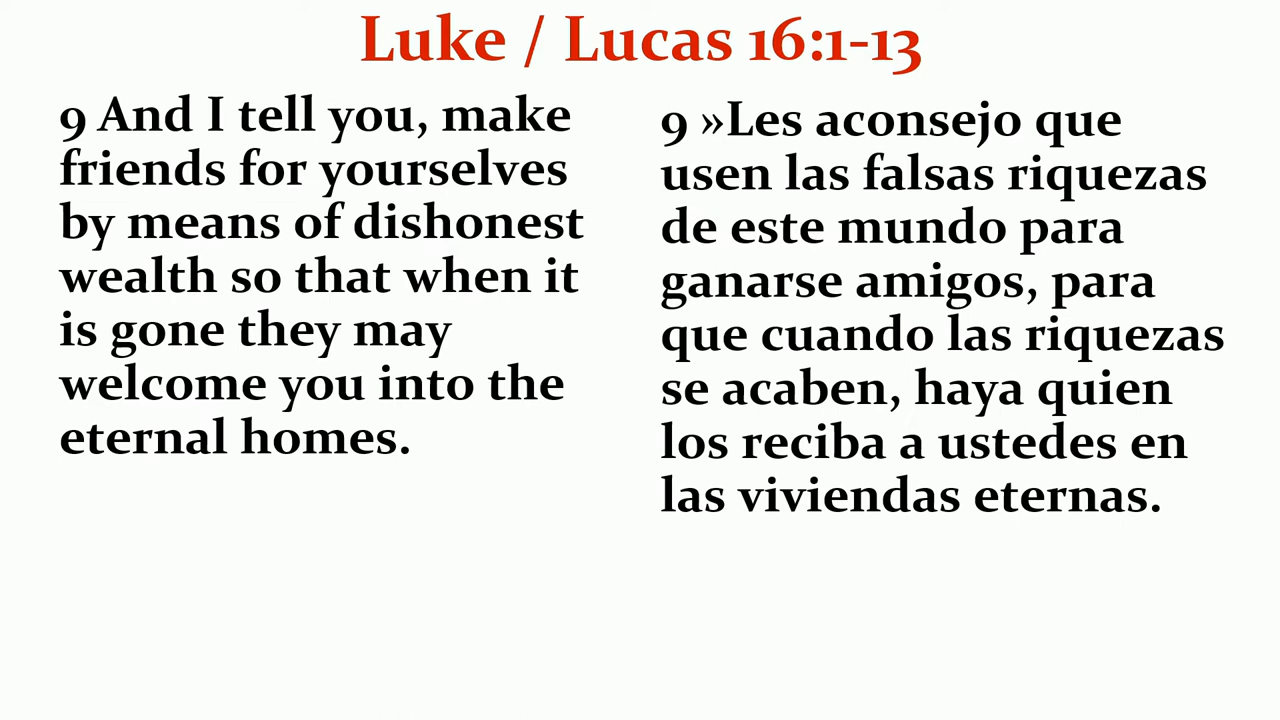 Luke / Lucas 16:1-13
9 And I tell you, make
friends for yourselves
by means of dishonest
wealth so that when it
is gone they may
welcome you into the
eternal homes.
9 »Les aconsejo que
usen las falsas riquezas
de este mundo para
ganarse amigos, para
que cuando las riquezas
se acaben, haya quien
los reciba a ustedes en
las viviendas eternas.